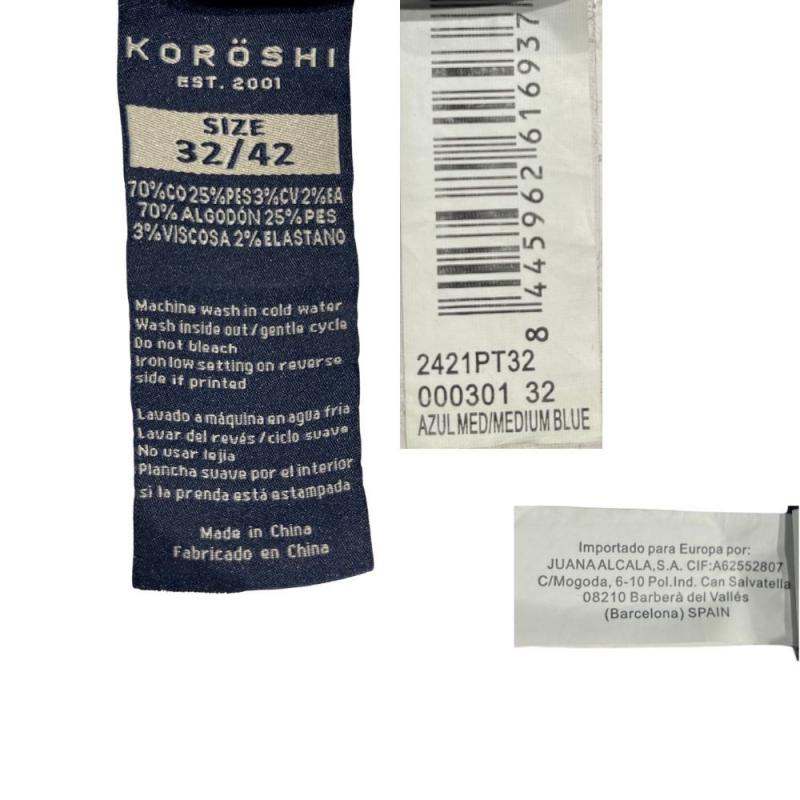 KORÖSHI
EST. 2001
SIZE
32/42
70%CO 25%PES 3%CV 2%EA
70% ALGODÓN 25% PES
3%VISCOSA 2% ELASTANO
Machine wash in cold water
Wash inside out/gentle cycle
Do not bleach
Iron low setting on reverse
side if printed
Lavado a máquina en agua fría
Lavar del revés/ciclo suave
No usar lejía
Plancha suave por el interior
si la prenda está estampada
Made in China
Fabricado en China
8 445962 616937
2421PT32
000301 32
AZUL MED/MEDIUM BLUE
Importado para Europa por:
JUANA ALCALA, S.A. CIF:A62552807
C/Mogoda, 6-10 Pol.Ind. Can Salvatella
08210 Barberà del Vallés
(Barcelona) SPAIN